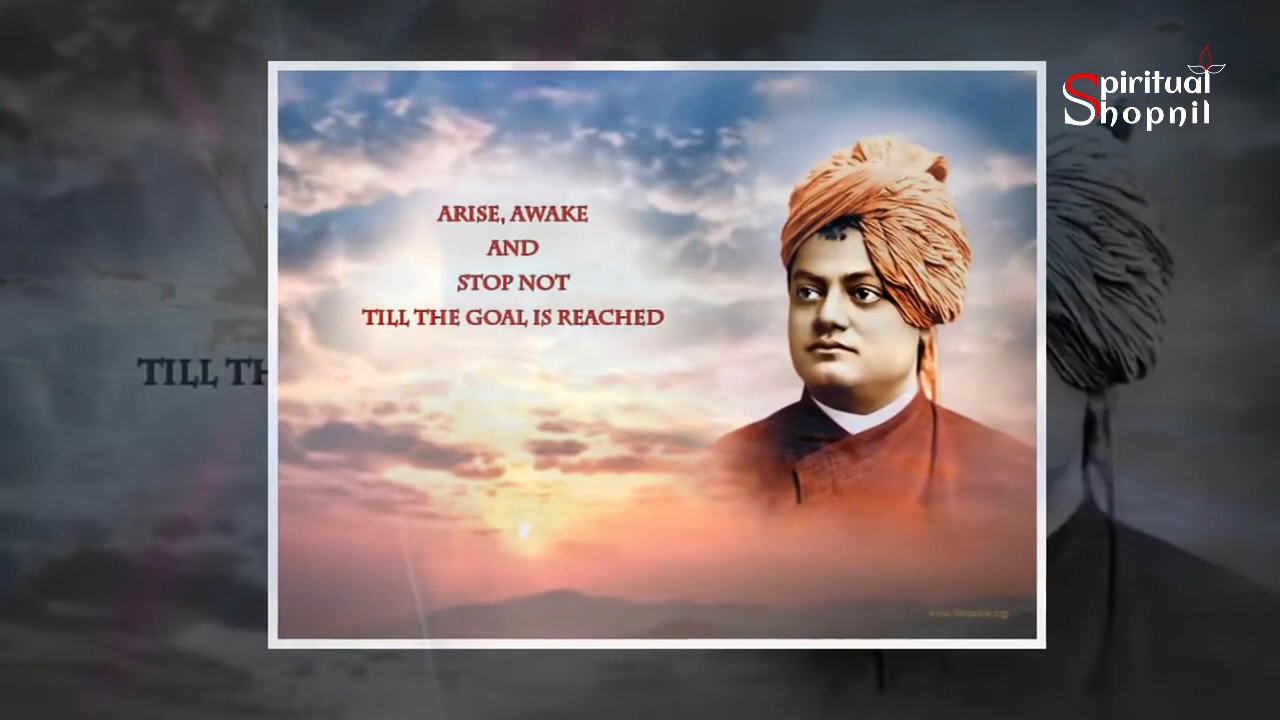 Spiritual
Shopnil
ARISE, AWAKE
AND
STOP NOT
TILL THE GOAL IS REACHED
TILL TH